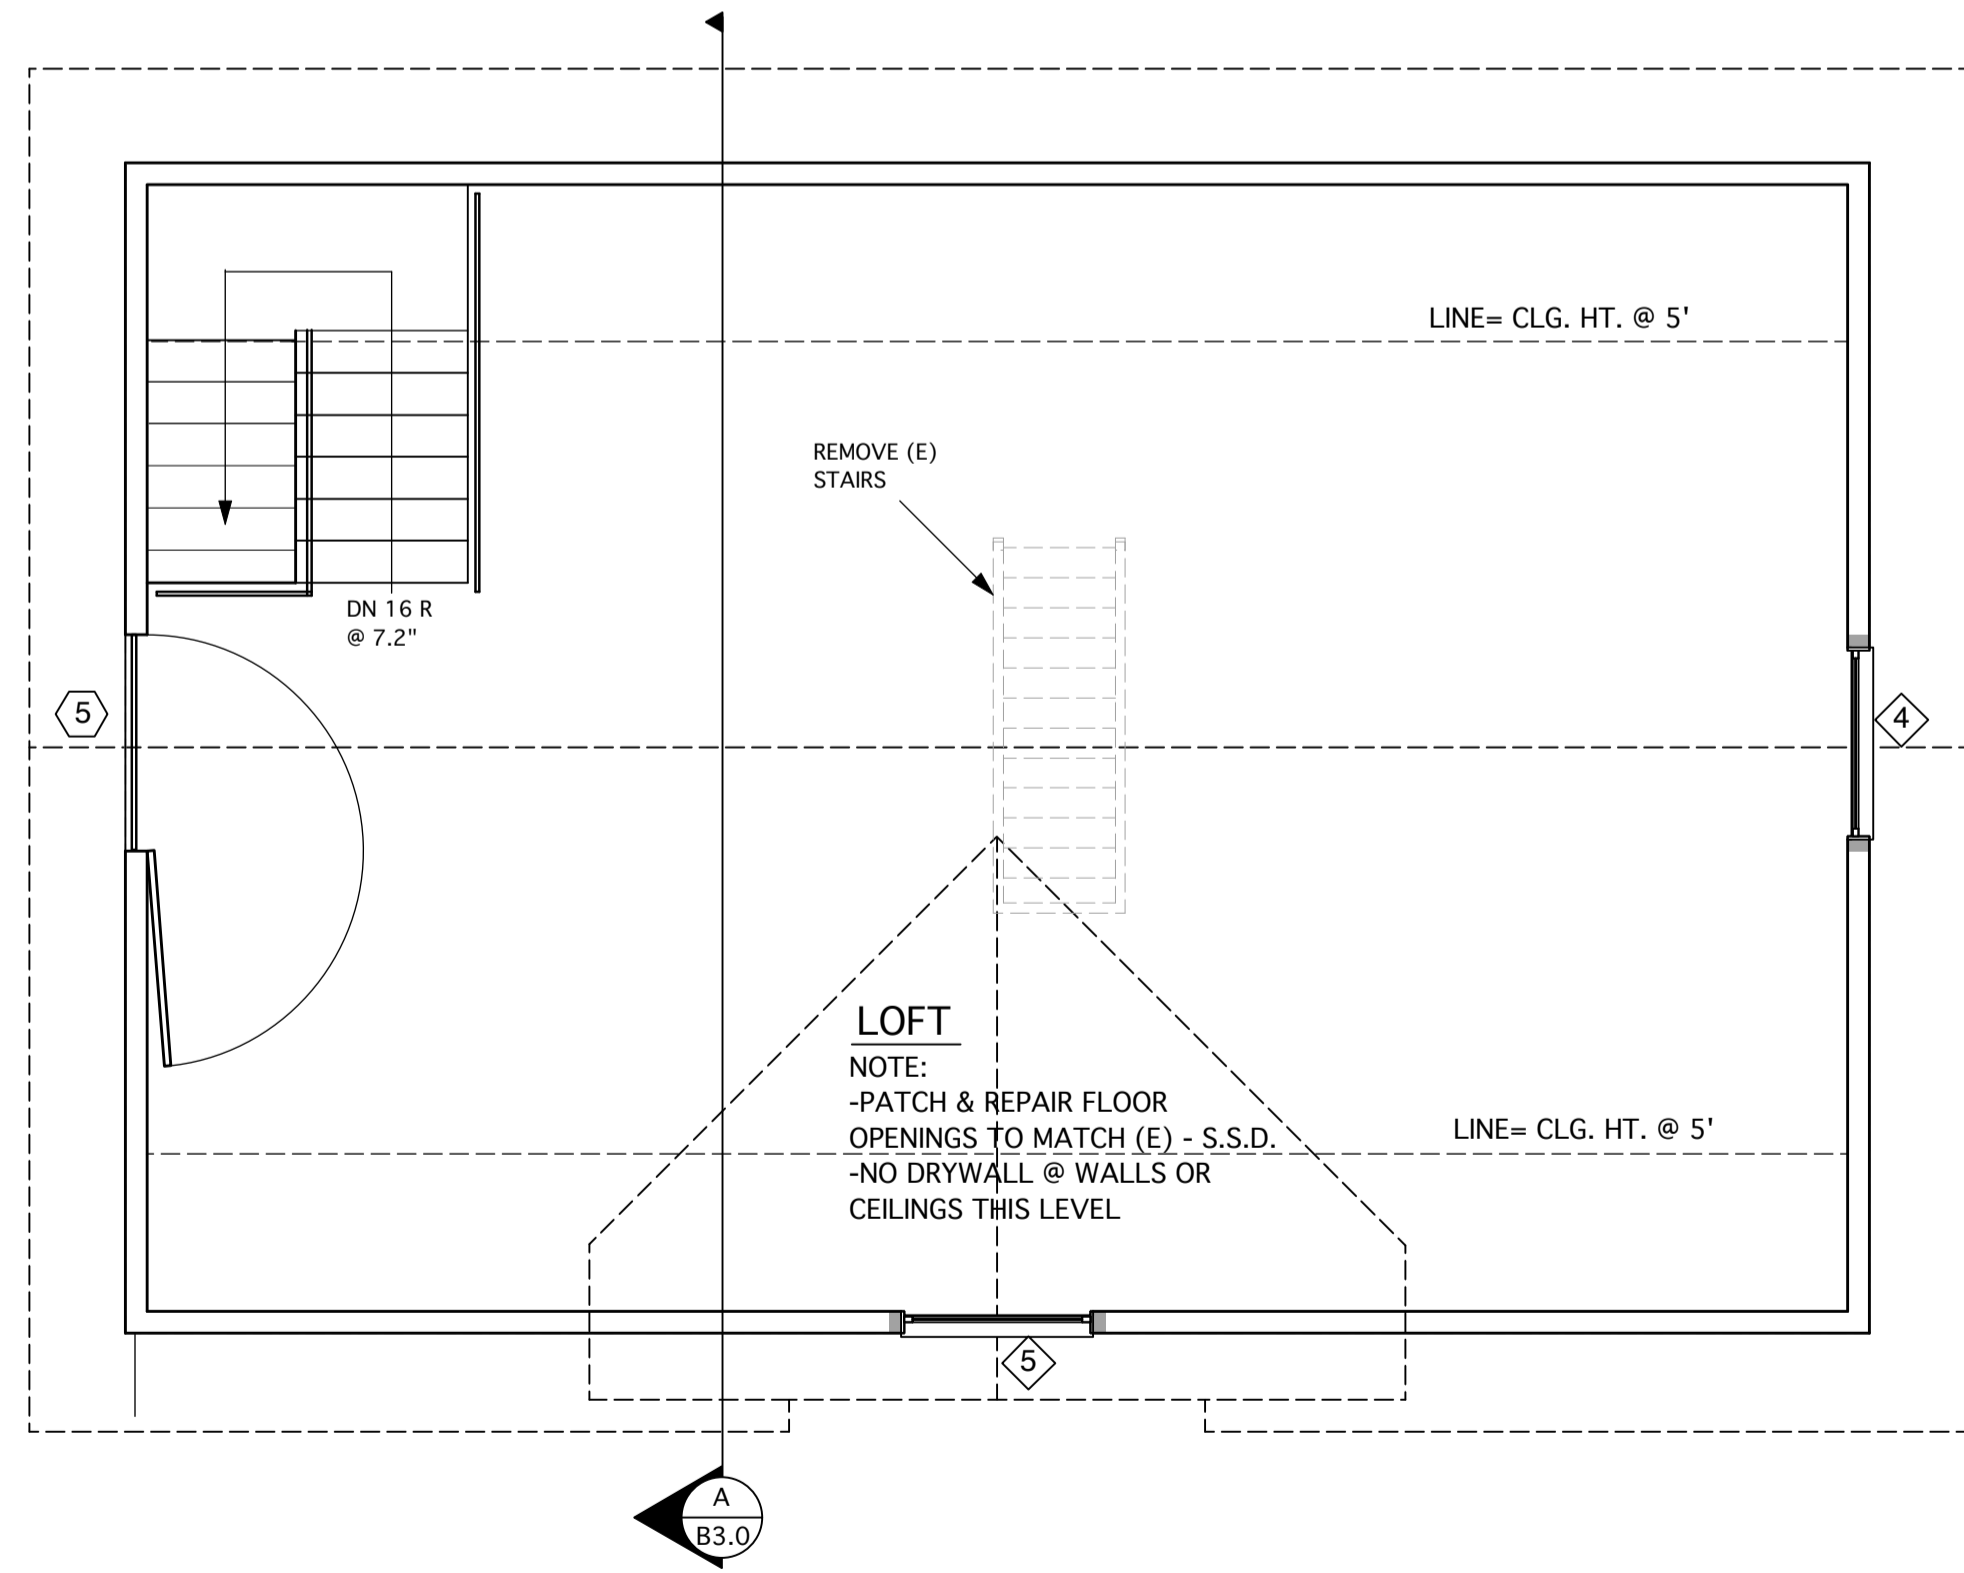 LINE= CLG. HT. @ 5'
REMOVE (E)
STAIRS
DN 16 R
@ 7.2"
5
4
LOFT
NOTE:
-PATCH & REPAIR FLOOR
OPENINGS TO MATCH (E) - S.S.D.
-NO DRYWALL @ WALLS OR
CEILINGS THIS LEVEL
LINE= CLG. HT. @ 5'
5
A
B3.0